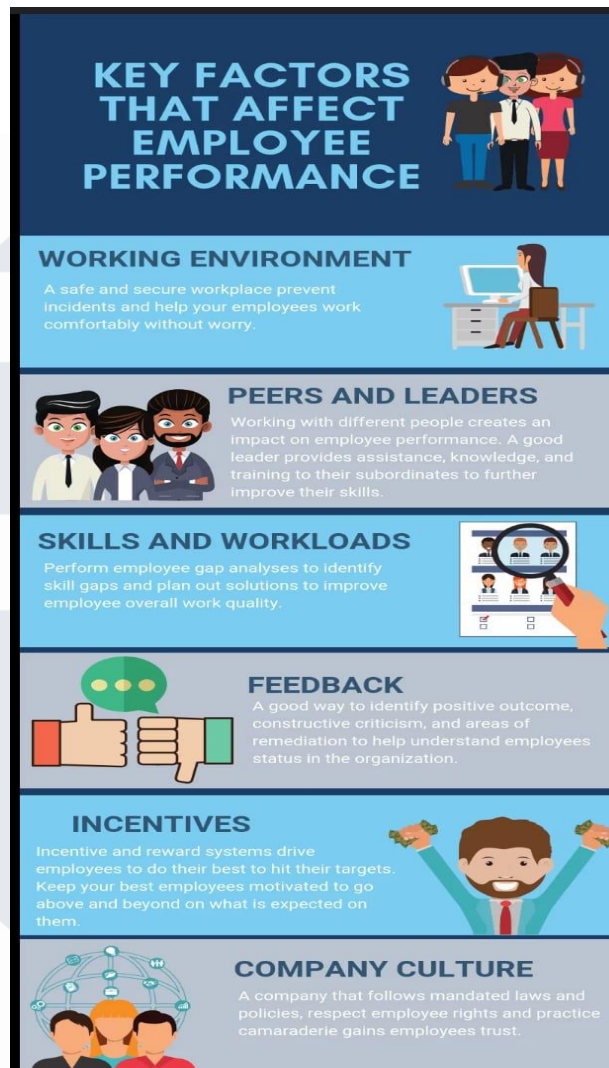 KEY FACTORS
THAT AFFECT
EMPLOYEE
PERFORMANCE
WORKING ENVIRONMENT
A safe and secure workplace prevent
incidents and help your employees work
comfortably without worry.
PEERS AND LEADERS
Working with different people creates an
impact on employee performance. A good
leader provides assistance, knowledge, and
training to their subordinates to further
improve their skills.
SKILLS AND WORKLOADS
Perform employee gap analyses to identify
skill gaps and plan out solutions to improve
employee overall work quality.
FEEDBACK
A good way to identify positive outcome,
constructive criticism, and areas of
remediation to help understand employees
status in the organization.
INCENTIVES
Incentive and reward systems drive
employees to do their best to hit their targets.
Keep your best employees motivated to go
above and beyond on what is expected on
them.
COMPANY CULTURE
A company that follows mandated laws and
policies, respect employee rights and practice
camaraderie gains employees trust.